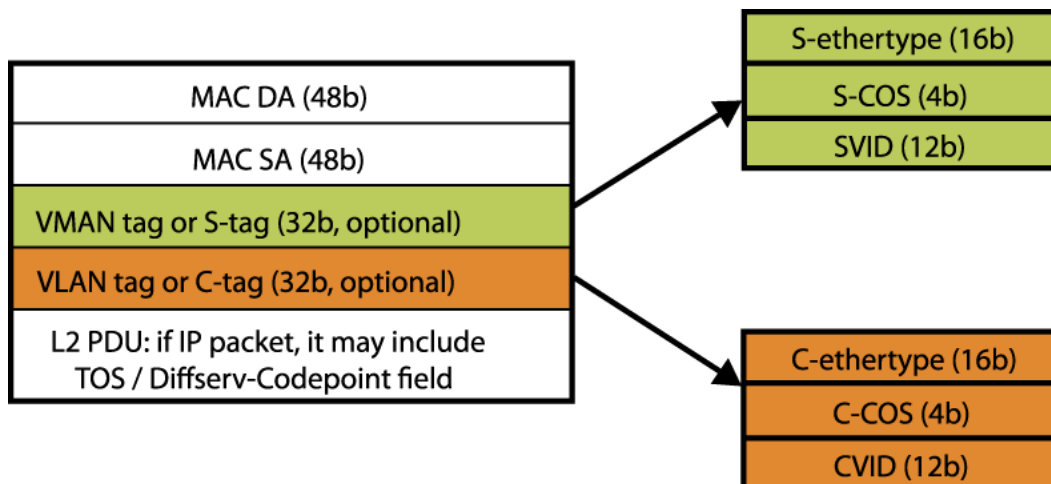 MAC DA (48b)
MAC SA (48b)
VMAN tag or S-tag (32b, optional)
VLAN tag or C-tag (32b, optional)
L2 PDU: if IP packet, it may include
TOS / Diffserv-Codepoint field
S-ethertype (16b)
S-COS (4b)
SVID (12b)
C-ethertype (16b)
C-COS (4b)
CVID (12b)